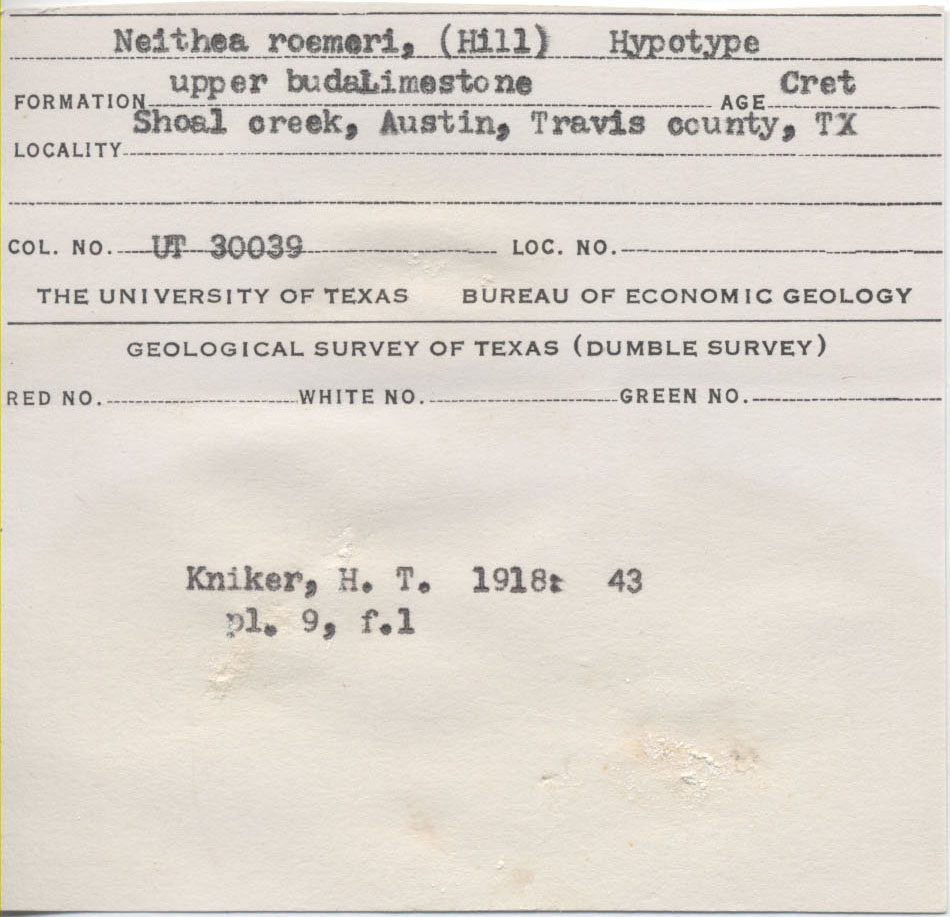 Neithea roemeri, (Hill) Hypotype
upper budaLimestone Cret
FORMATION AGE
Shoal creek, Austin, Travis county, TX
LOCALITY
COL. NO. UT 30039 LOC. NO.
THE UNIVERSITY OF TEXAS BUREAU OF ECONOMIC GEOLOGY
GEOLOGICAL SURVEY OF TEXAS (DUMBLE SURVEY)
RED NO. WHITE NO. GREEN NO.
Kniker, H. T. 1918: 43
pl. 9, f.1